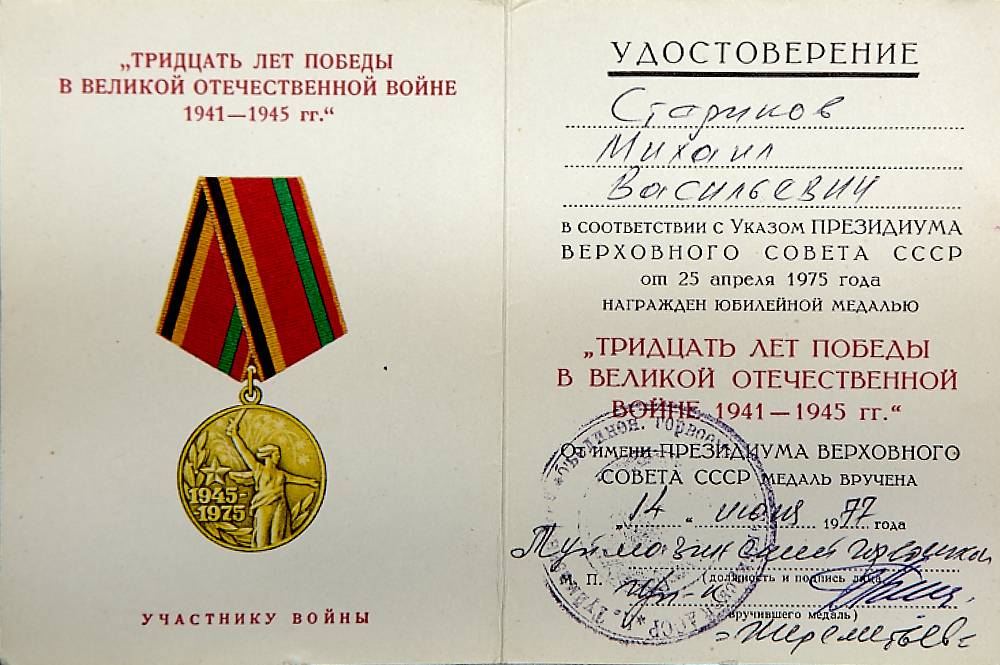 „ТРИДЦАТЬ ЛЕТ ПОБЕДЫ
В ВЕЛИКОЙ ОТЕЧЕСТВЕННОЙ ВОЙНЕ
1941—1945 гг.“
1945-
-1975
УЧАСТНИКУ ВОЙНЫ
УДОСТОВЕРЕНИЕ
Стариков
Михаил
Васильевич
В СООТВЕТСТВИИ С УКАЗОМ ПРЕЗИДИУМА
ВЕРХОВНОГО СОВЕТА СССР
от 25 апреля 1975 года
НАГРАЖДЕН ЮБИЛЕЙНОЙ МЕДАЛЬЮ
„ТРИДЦАТЬ ЛЕТ ПОБЕДЫ
В ВЕЛИКОЙ ОТЕЧЕСТВЕННОЙ
ВОЙНЕ 1941—1945 гг.“
ОТ ИМЕНИ ПРЕЗИДИУМА ВЕРХОВНОГО
СОВЕТА СССР МЕДАЛЬ ВРУЧЕНА
„14“ июня 1977 года
Туймазинский
М. П.
(должность и подпись лица,
вручившего медаль)
Шереметьев